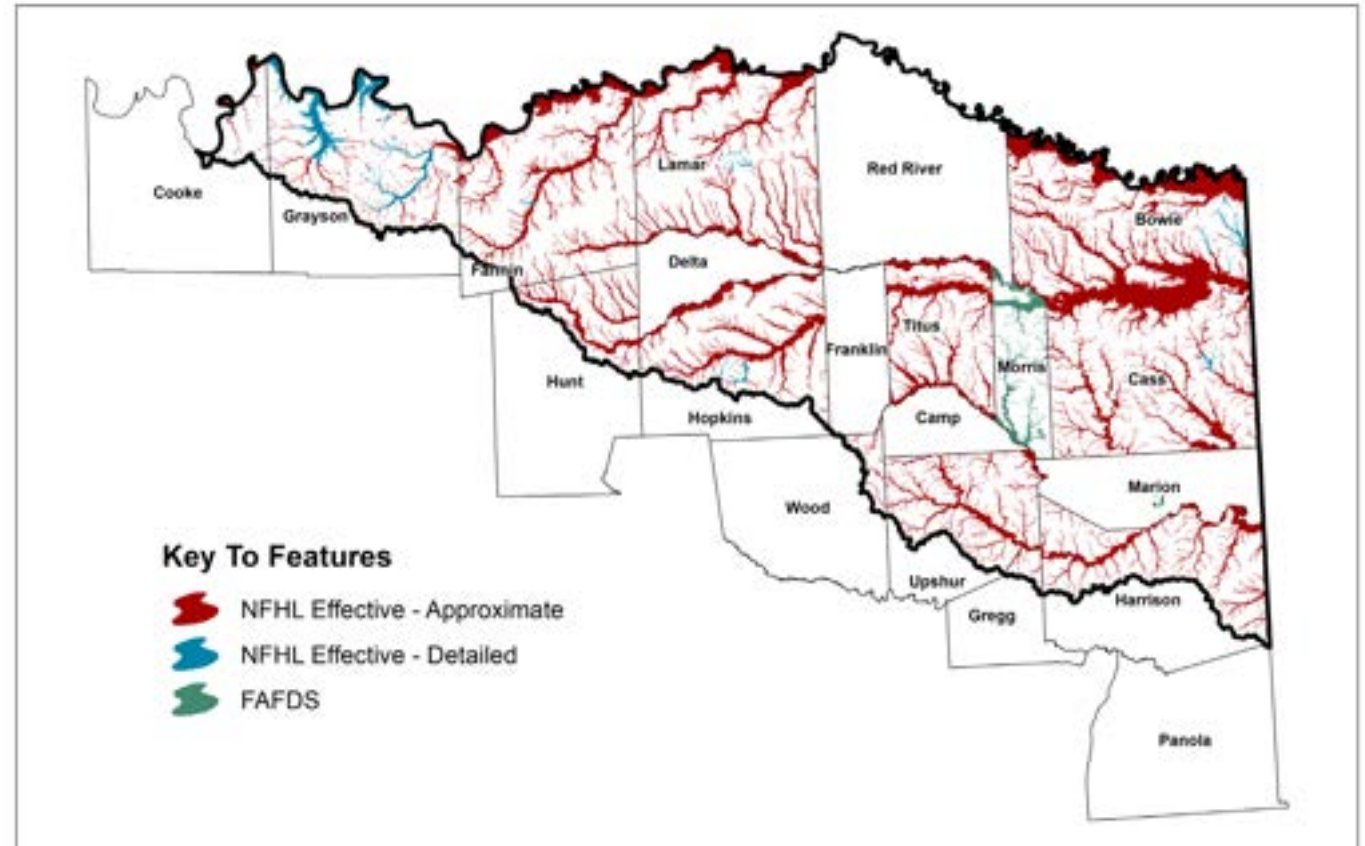 Lamar
Red River
Cooke
Grayson
Bowie
Fannin
Delta
Titus
Franklin
Morris
Cass
Hunt
Hopkins
Camp
Marion
Wood
Upshur
Gregg
Harrison
Panola
Key To Features
NFHL Effective - Approximate
NFHL Effective - Detailed
FAFDS